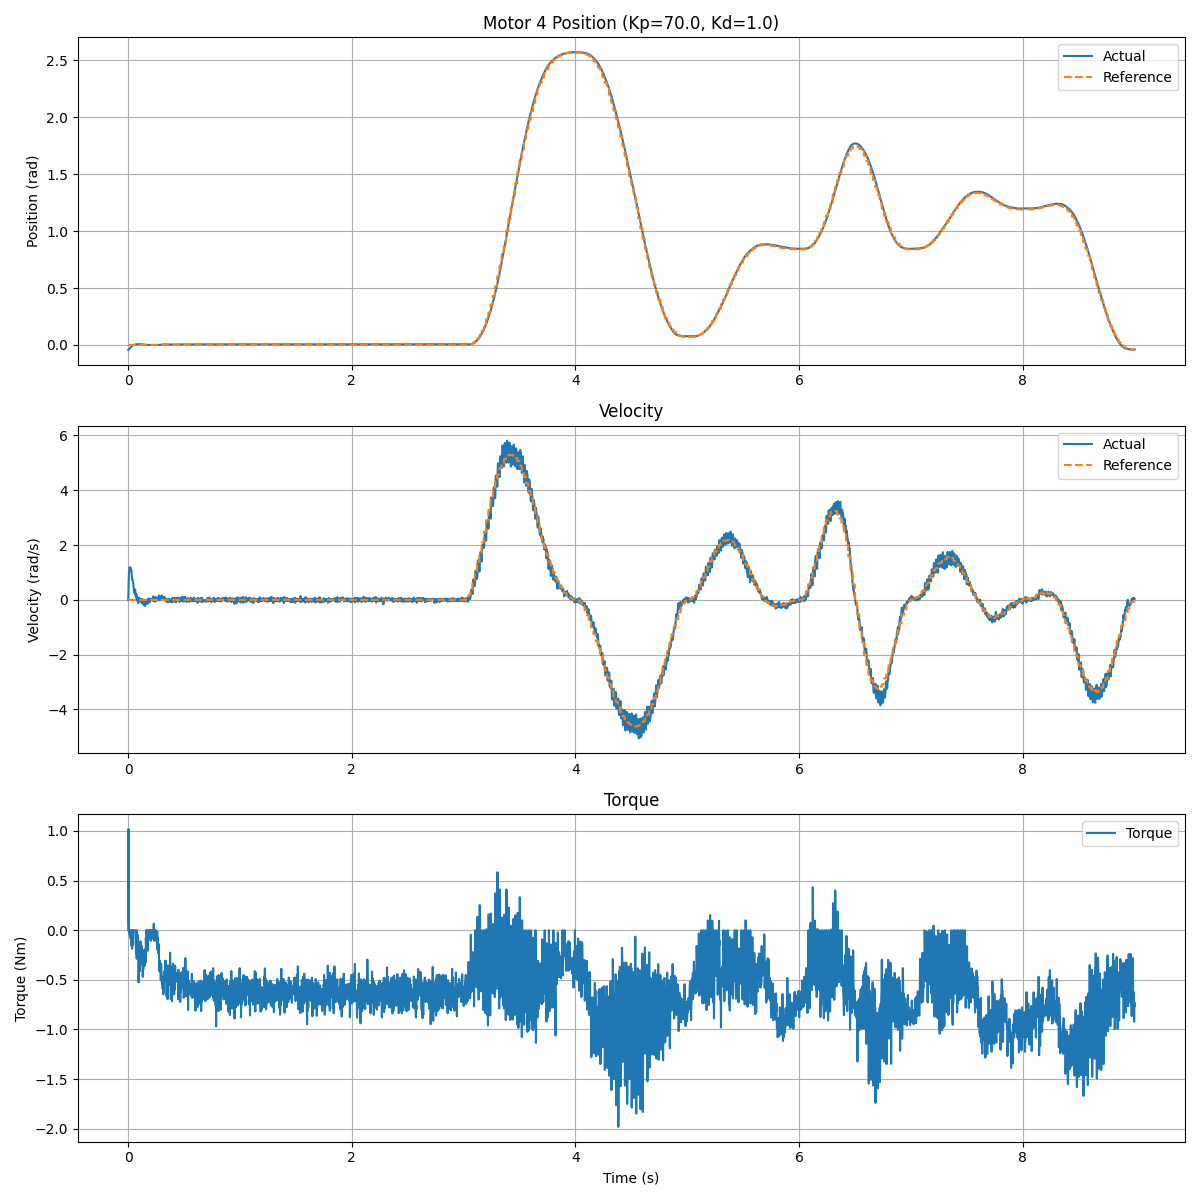 Motor 4 Position (Kp=70.0, Kd=1.0)
Position (rad)
2.5
2.0
1.5
1.0
0.5
0.0
Actual
Reference
0 2 4 6 8
Velocity
Velocity (rad/s)
6
4
2
0
−2
−4
Actual
Reference
0 2 4 6 8
Torque
Torque (Nm)
1.0
0.5
0.0
−0.5
−1.0
−1.5
−2.0
Torque
0 2 4 6 8
Time (s)